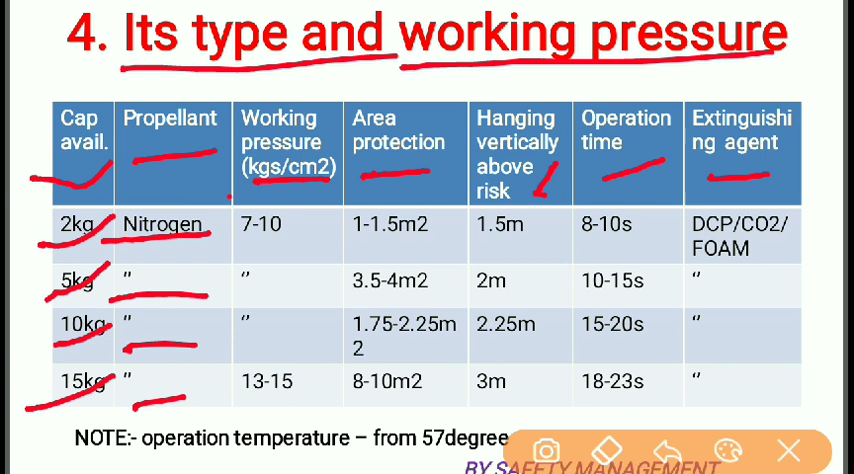 4. Its type and working pressure
Cap avail. Propellant Working pressure (kgs/cm2) Area protection Hanging vertically above risk Operation time Extinguishi ng agent
2kg Nitrogen 7-10 1-1.5m2 1.5m 8-10s DCP/CO2/ FOAM
5kg " " 3.5-4m2 2m 10-15s "
10kg " " 1.75-2.25m 2 2.25m 15-20s "
15kg " 13-15 8-10m2 3m 18-23s "
NOTE:- operation temperature – from 57degree
BY SAFETY MANAGEMENT